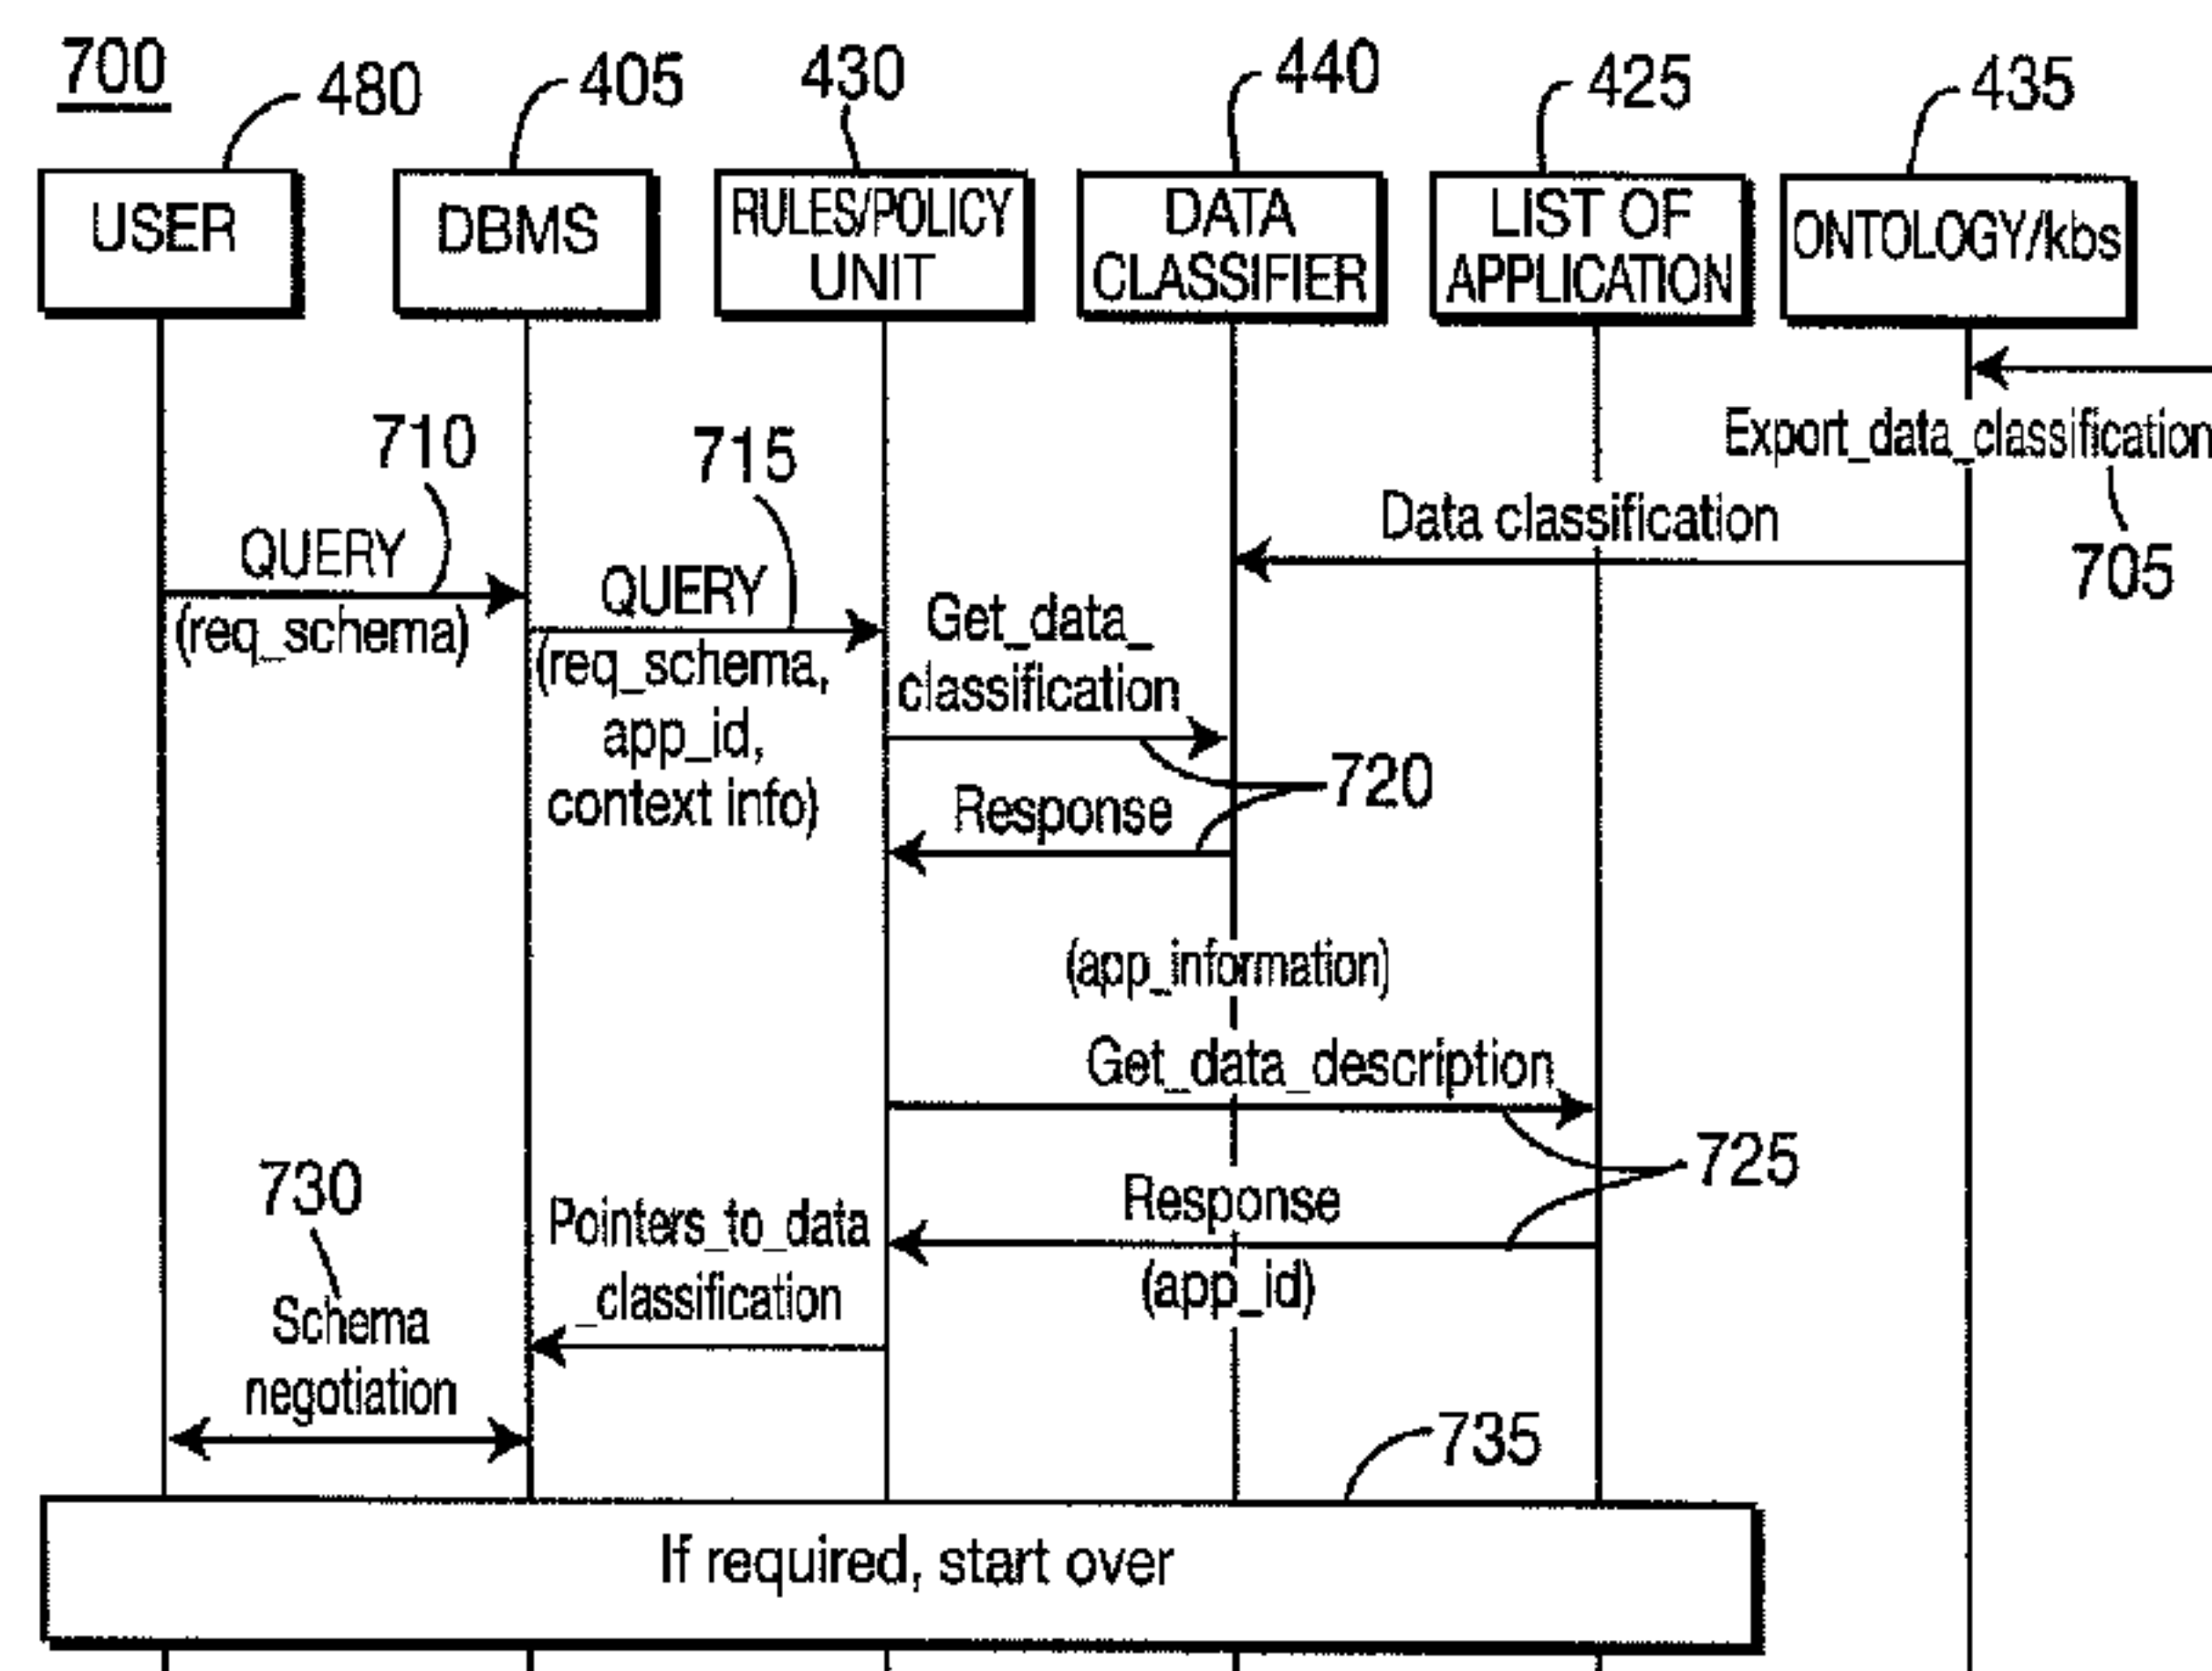 700
480
405
430
440
425
435
USER
DBMS
RULES/POLICY
UNIT
DATA
CLASSIFIER
LIST OF
APPLICATION
ONTOLOGY/kbs
Export_data_classification
705
Data classification
710
QUERY
(req_schema)
715
QUERY
(req_schema,
app_id,
context info)
Get_data_
classification
720
Response
(app_information)
Get_data_description
725
Response
(app_id)
Pointers_to_data
_classification
730
Schema
negotiation
735
If required, start over